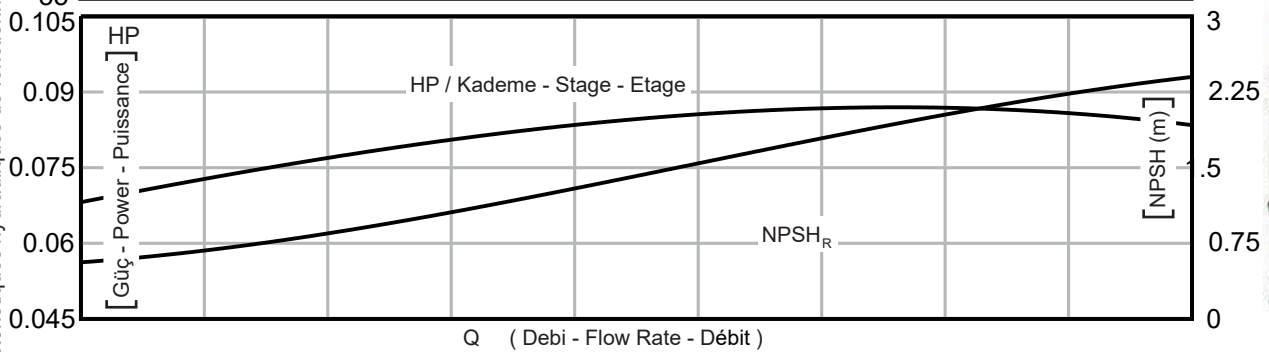 0.105
HP
3
0.09
[Güç - Power - Puissance]
HP / Kademe - Stage - Etage
2.25
0.075
[NPSH (m)]
1.5
0.06
NPSHR
0.75
0.045
0
Q ( Debi - Flow Rate - Débit )